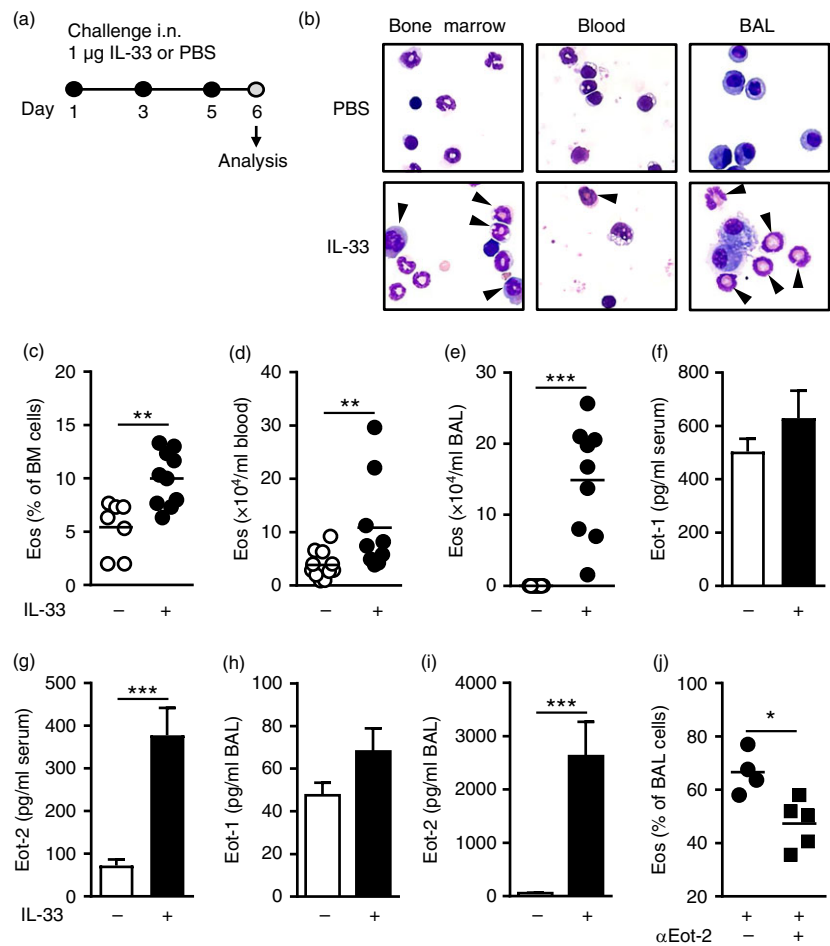 (a)
Challenge i.n.
1 µg IL-33 or PBS
Day 1 3 5 6
Analysis
(b)
Bone marrow Blood BAL
PBS
IL-33
(c)
Eos (% of BM cells)
20
15
10
5
0
**
IL-33 – +
(d)
Eos (×10⁴/ml blood)
40
30
20
10
0
**
– +
(e)
Eos (×10⁴/ml BAL)
30
20
10
0
***
– +
(f)
Eot-1 (pg/ml serum)
800
600
400
200
0
– +
(g)
Eot-2 (pg/ml serum)
500
400
300
200
100
0
***
IL-33 – +
(h)
Eot-1 (pg/ml BAL)
100
80
60
40
20
0
– +
(i)
Eot-2 (pg/ml BAL)
4000
3000
2000
1000
0
***
– +
(j)
Eos (% of BAL cells)
100
80
60
40
20
*
+ +
αEot-2 – +